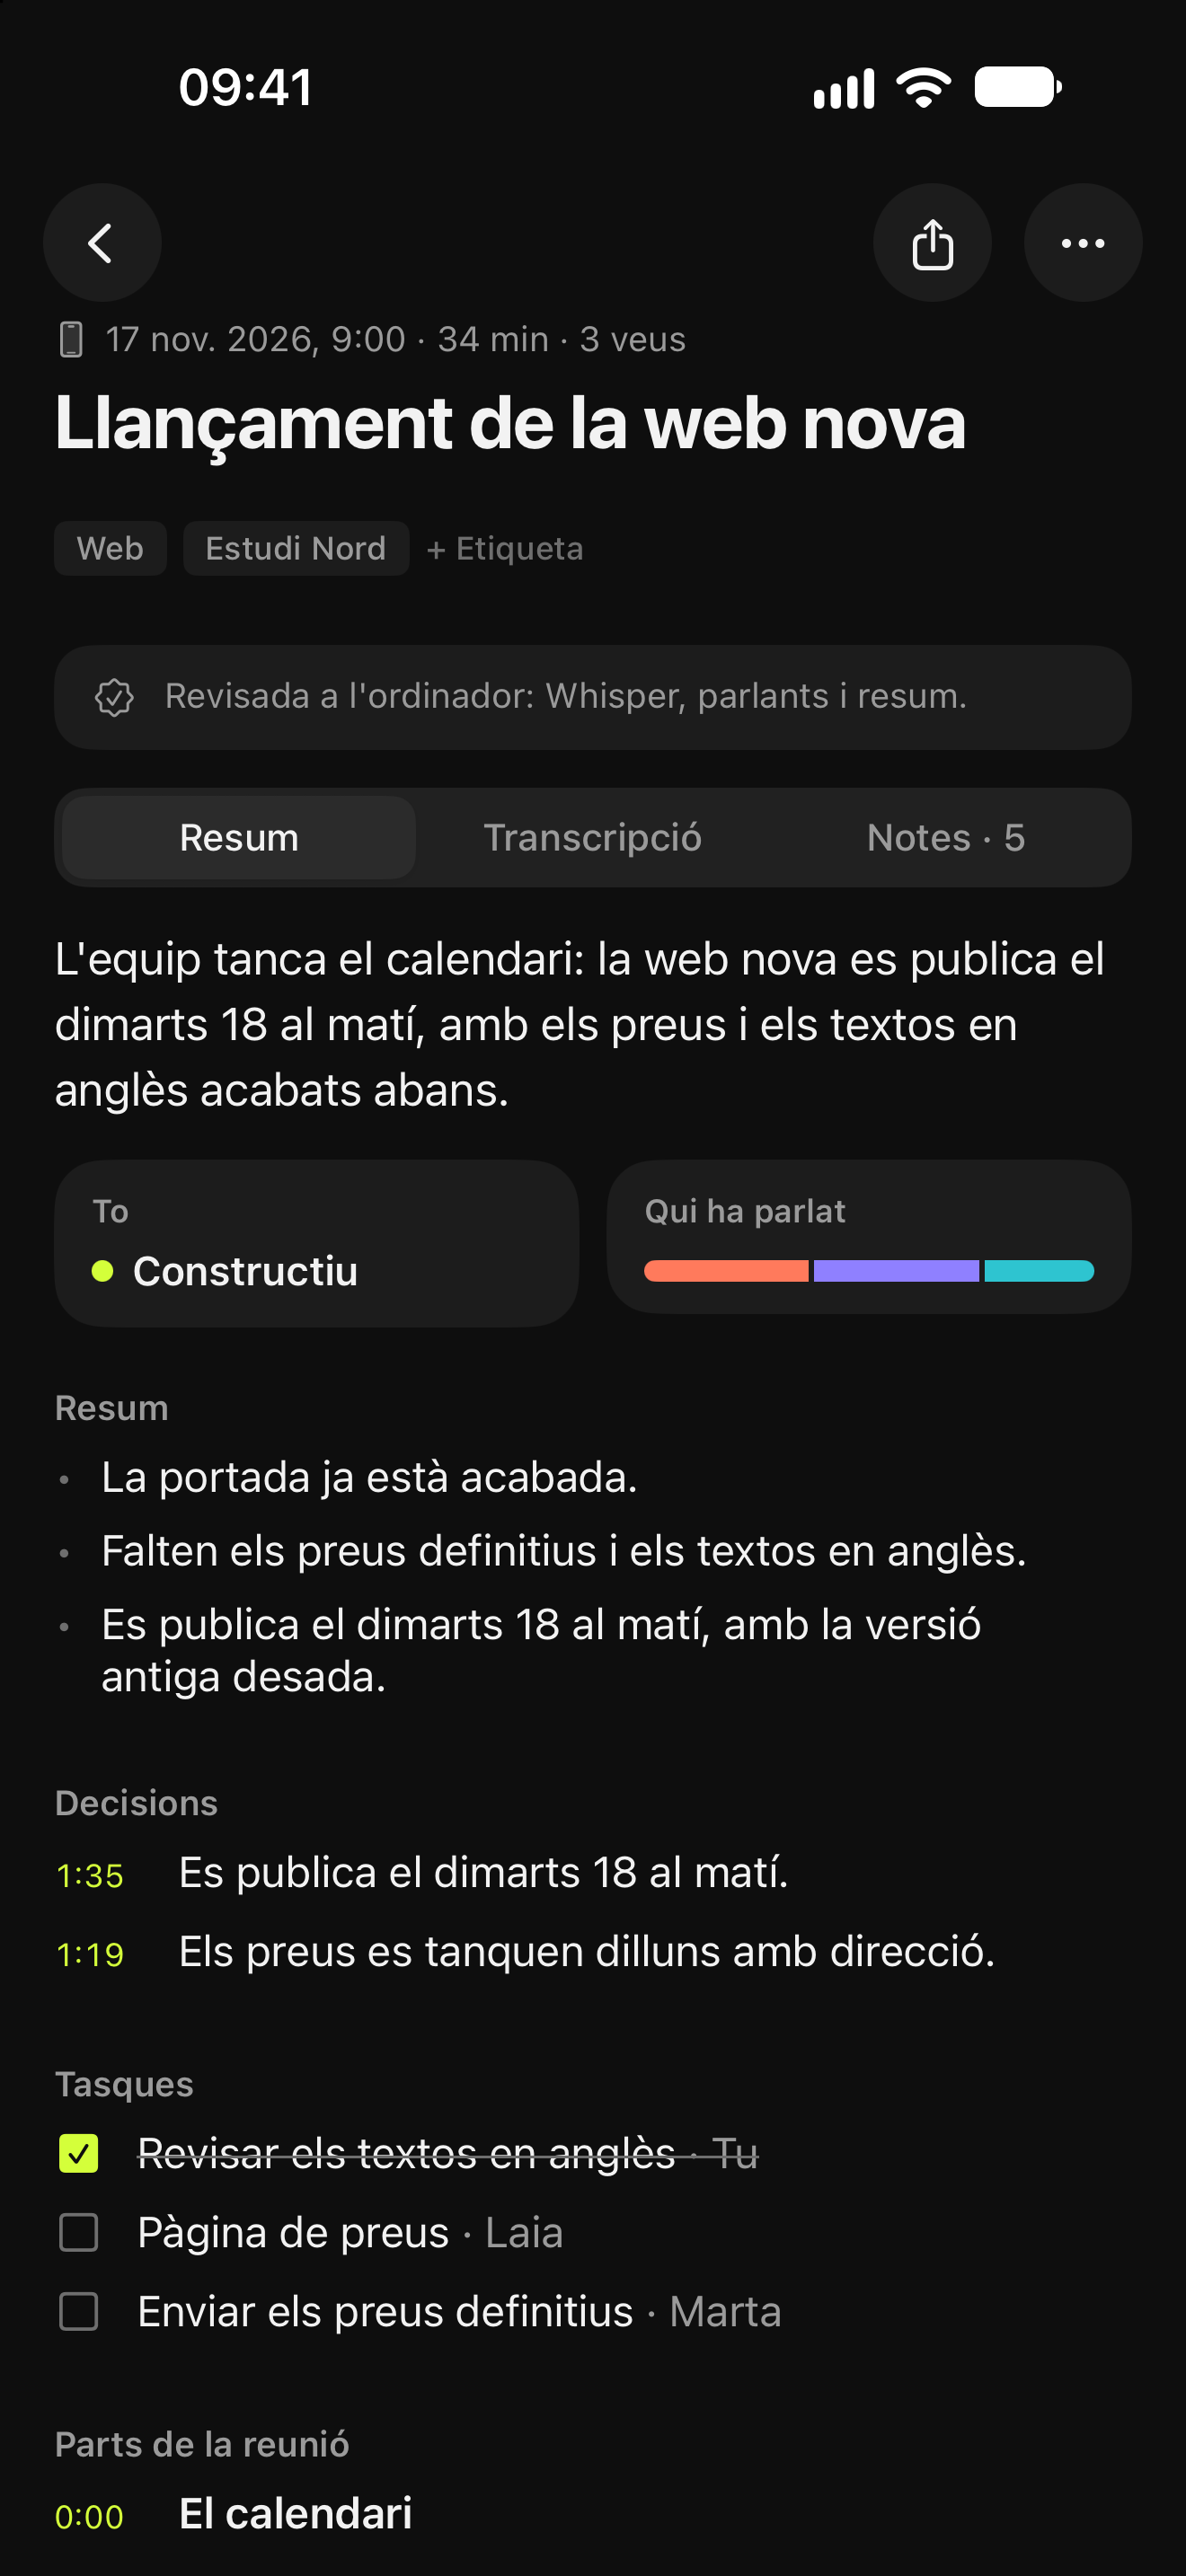 09:41
17 nov. 2026, 9:00 · 34 min · 3 veus
Llançament de la web nova
Web
Estudi Nord
+ Etiqueta
Revisada a l'ordinador: Whisper, parlants i resum.
Resum
Transcripció
Notes · 5
L'equip tanca el calendari: la web nova es publica el
dimarts 18 al matí, amb els preus i els textos en
anglès acabats abans.
To
Constructiu
Qui ha parlat
Resum
• La portada ja està acabada.
• Falten els preus definitius i els textos en anglès.
• Es publica el dimarts 18 al matí, amb la versió
antiga desada.
Decisions
1:35 Es publica el dimarts 18 al matí.
1:19 Els preus es tanquen dilluns amb direcció.
Tasques
Revisar els textos en anglès · Tu
Pàgina de preus · Laia
Enviar els preus definitius · Marta
Parts de la reunió
0:00 El calendari